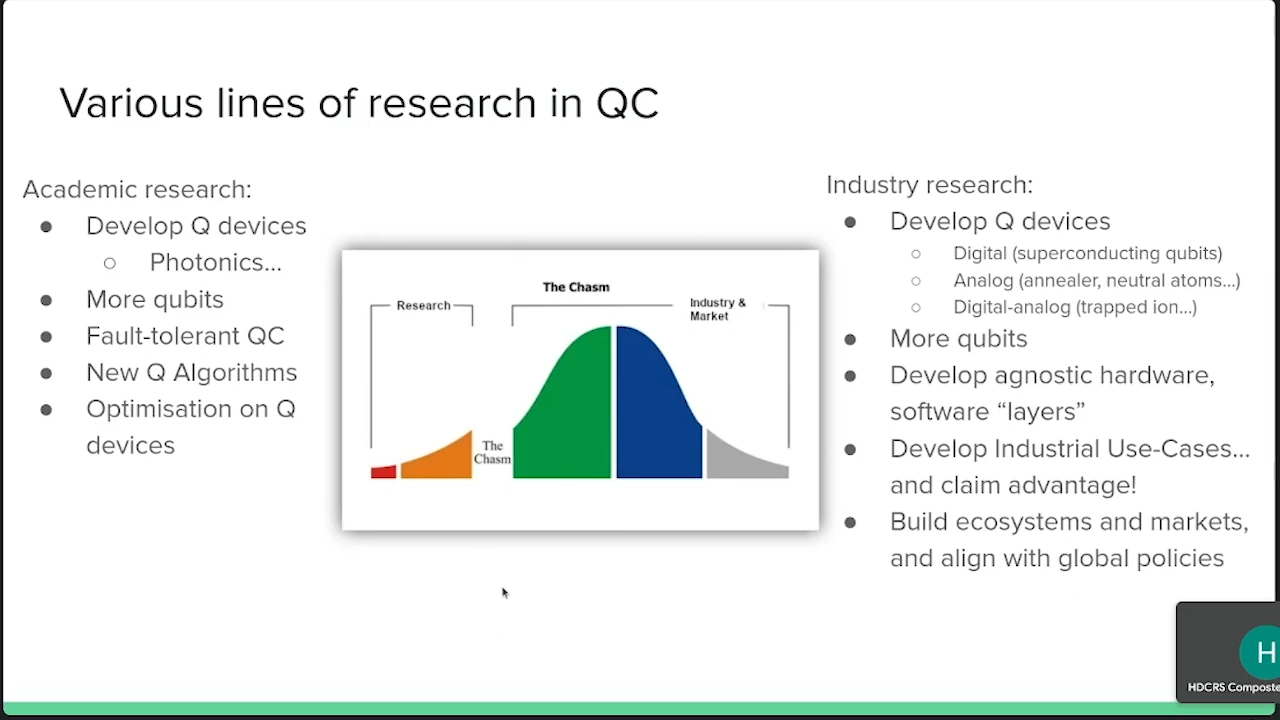 Various lines of research in QC
Academic research:
● Develop Q devices
○ Photonics...
● More qubits
● Fault-tolerant QC
● New Q Algorithms
● Optimisation on Q
devices
The Chasm
Research
Industry &
Market
The
Chasm
Industry research:
● Develop Q devices
○ Digital (superconducting qubits)
○ Analog (annealer, neutral atoms...)
○ Digital-analog (trapped ion...)
● More qubits
● Develop agnostic hardware,
software “layers”
● Develop Industrial Use-Cases...
and claim advantage!
● Build ecosystems and markets,
and align with global policies
H
HDCRS Composte